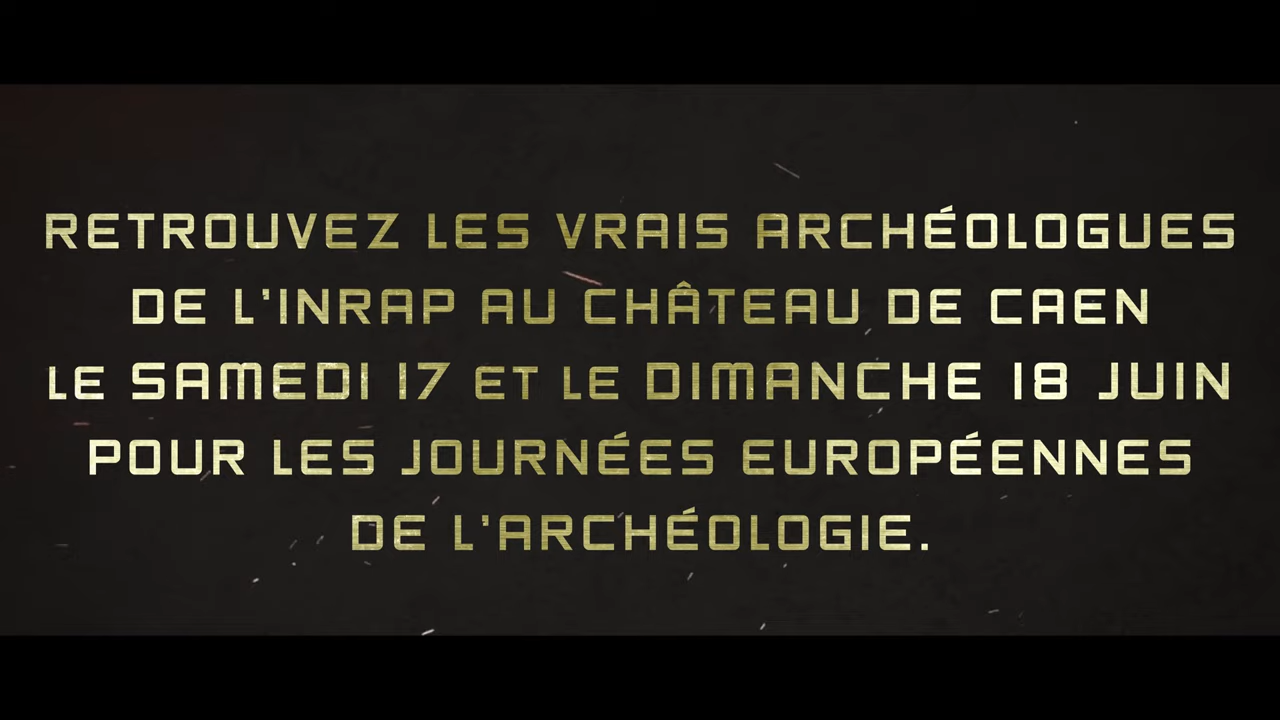 RETROUVEZ LES VRAIS ARCHÉOLOGUES
DE L'INRAP AU CHÂTEAU DE CAEN
LE SAMEDI 17 ET LE DIMANCHE 18 JUIN
POUR LES JOURNÉES EUROPÉENNES
DE L'ARCHÉOLOGIE.